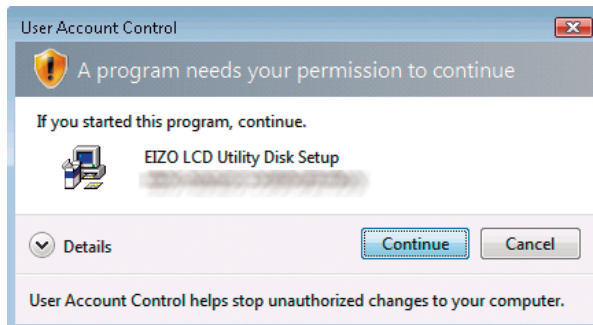 User Account Control
A program needs your permission to continue
If you started this program, continue.
EIZO LCD Utility Disk Setup
Details
Continue
Cancel
User Account Control helps stop unauthorized changes to your computer.